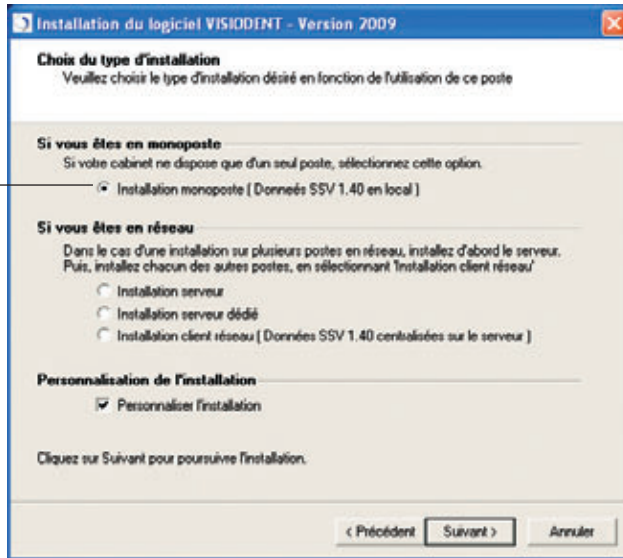 Installation du logiciel VISIODENT - Version 2009
Choix du type d'installation
Veuillez choisir le type d'installation désiré en fonction de l'utilisation de ce poste
Si vous êtes en monoposte
Si votre cabinet ne dispose que d'un seul poste, sélectionnez cette option.
Installation monoposte ( Donneés SSV 1.40 en local )
Si vous êtes en réseau
Dans le cas d'une installation sur plusieurs postes en réseau, installez d'abord le serveur.
Puis, installez chacun des autres postes, en sélectionnant 'Installation client réseau'
Installation serveur
Installation serveur dédié
Installation client réseau ( Données SSV 1.40 centralisées sur le serveur )
Personnalisation de l'installation
Personnaliser l'installation
Cliquez sur Suivant pour poursuivre l'installation.
< Précédent Suivant > Annuler